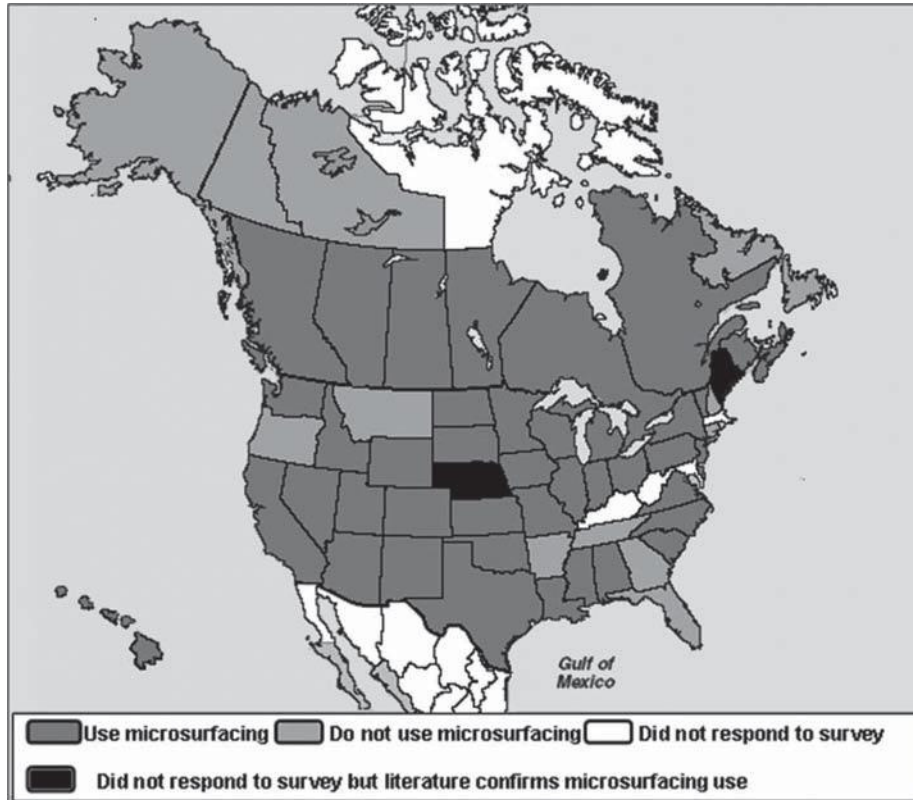 Gulf of
Mexico
Use microsurfacing Do not use microsurfacing Did not respond to survey
Did not respond to survey but literature confirms microsurfacing use